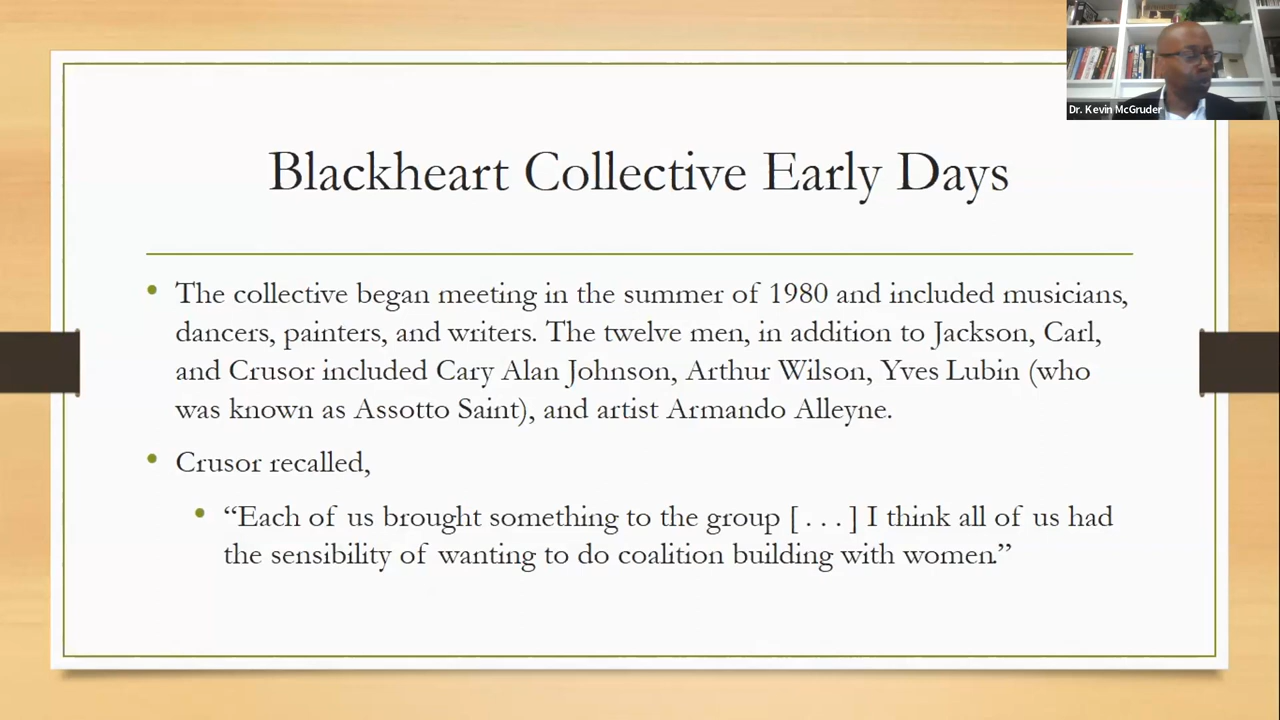 Dr. Kevin McGruder
Blackheart Collective Early Days
• The collective began meeting in the summer of 1980 and included musicians,
dancers, painters, and writers. The twelve men, in addition to Jackson, Carl,
and Crusor included Cary Alan Johnson, Arthur Wilson, Yves Lubin (who
was known as Assotto Saint), and artist Armando Alleyne.
• Crusor recalled,
• “Each of us brought something to the group [ . . . ] I think all of us had
the sensibility of wanting to do coalition building with women.”